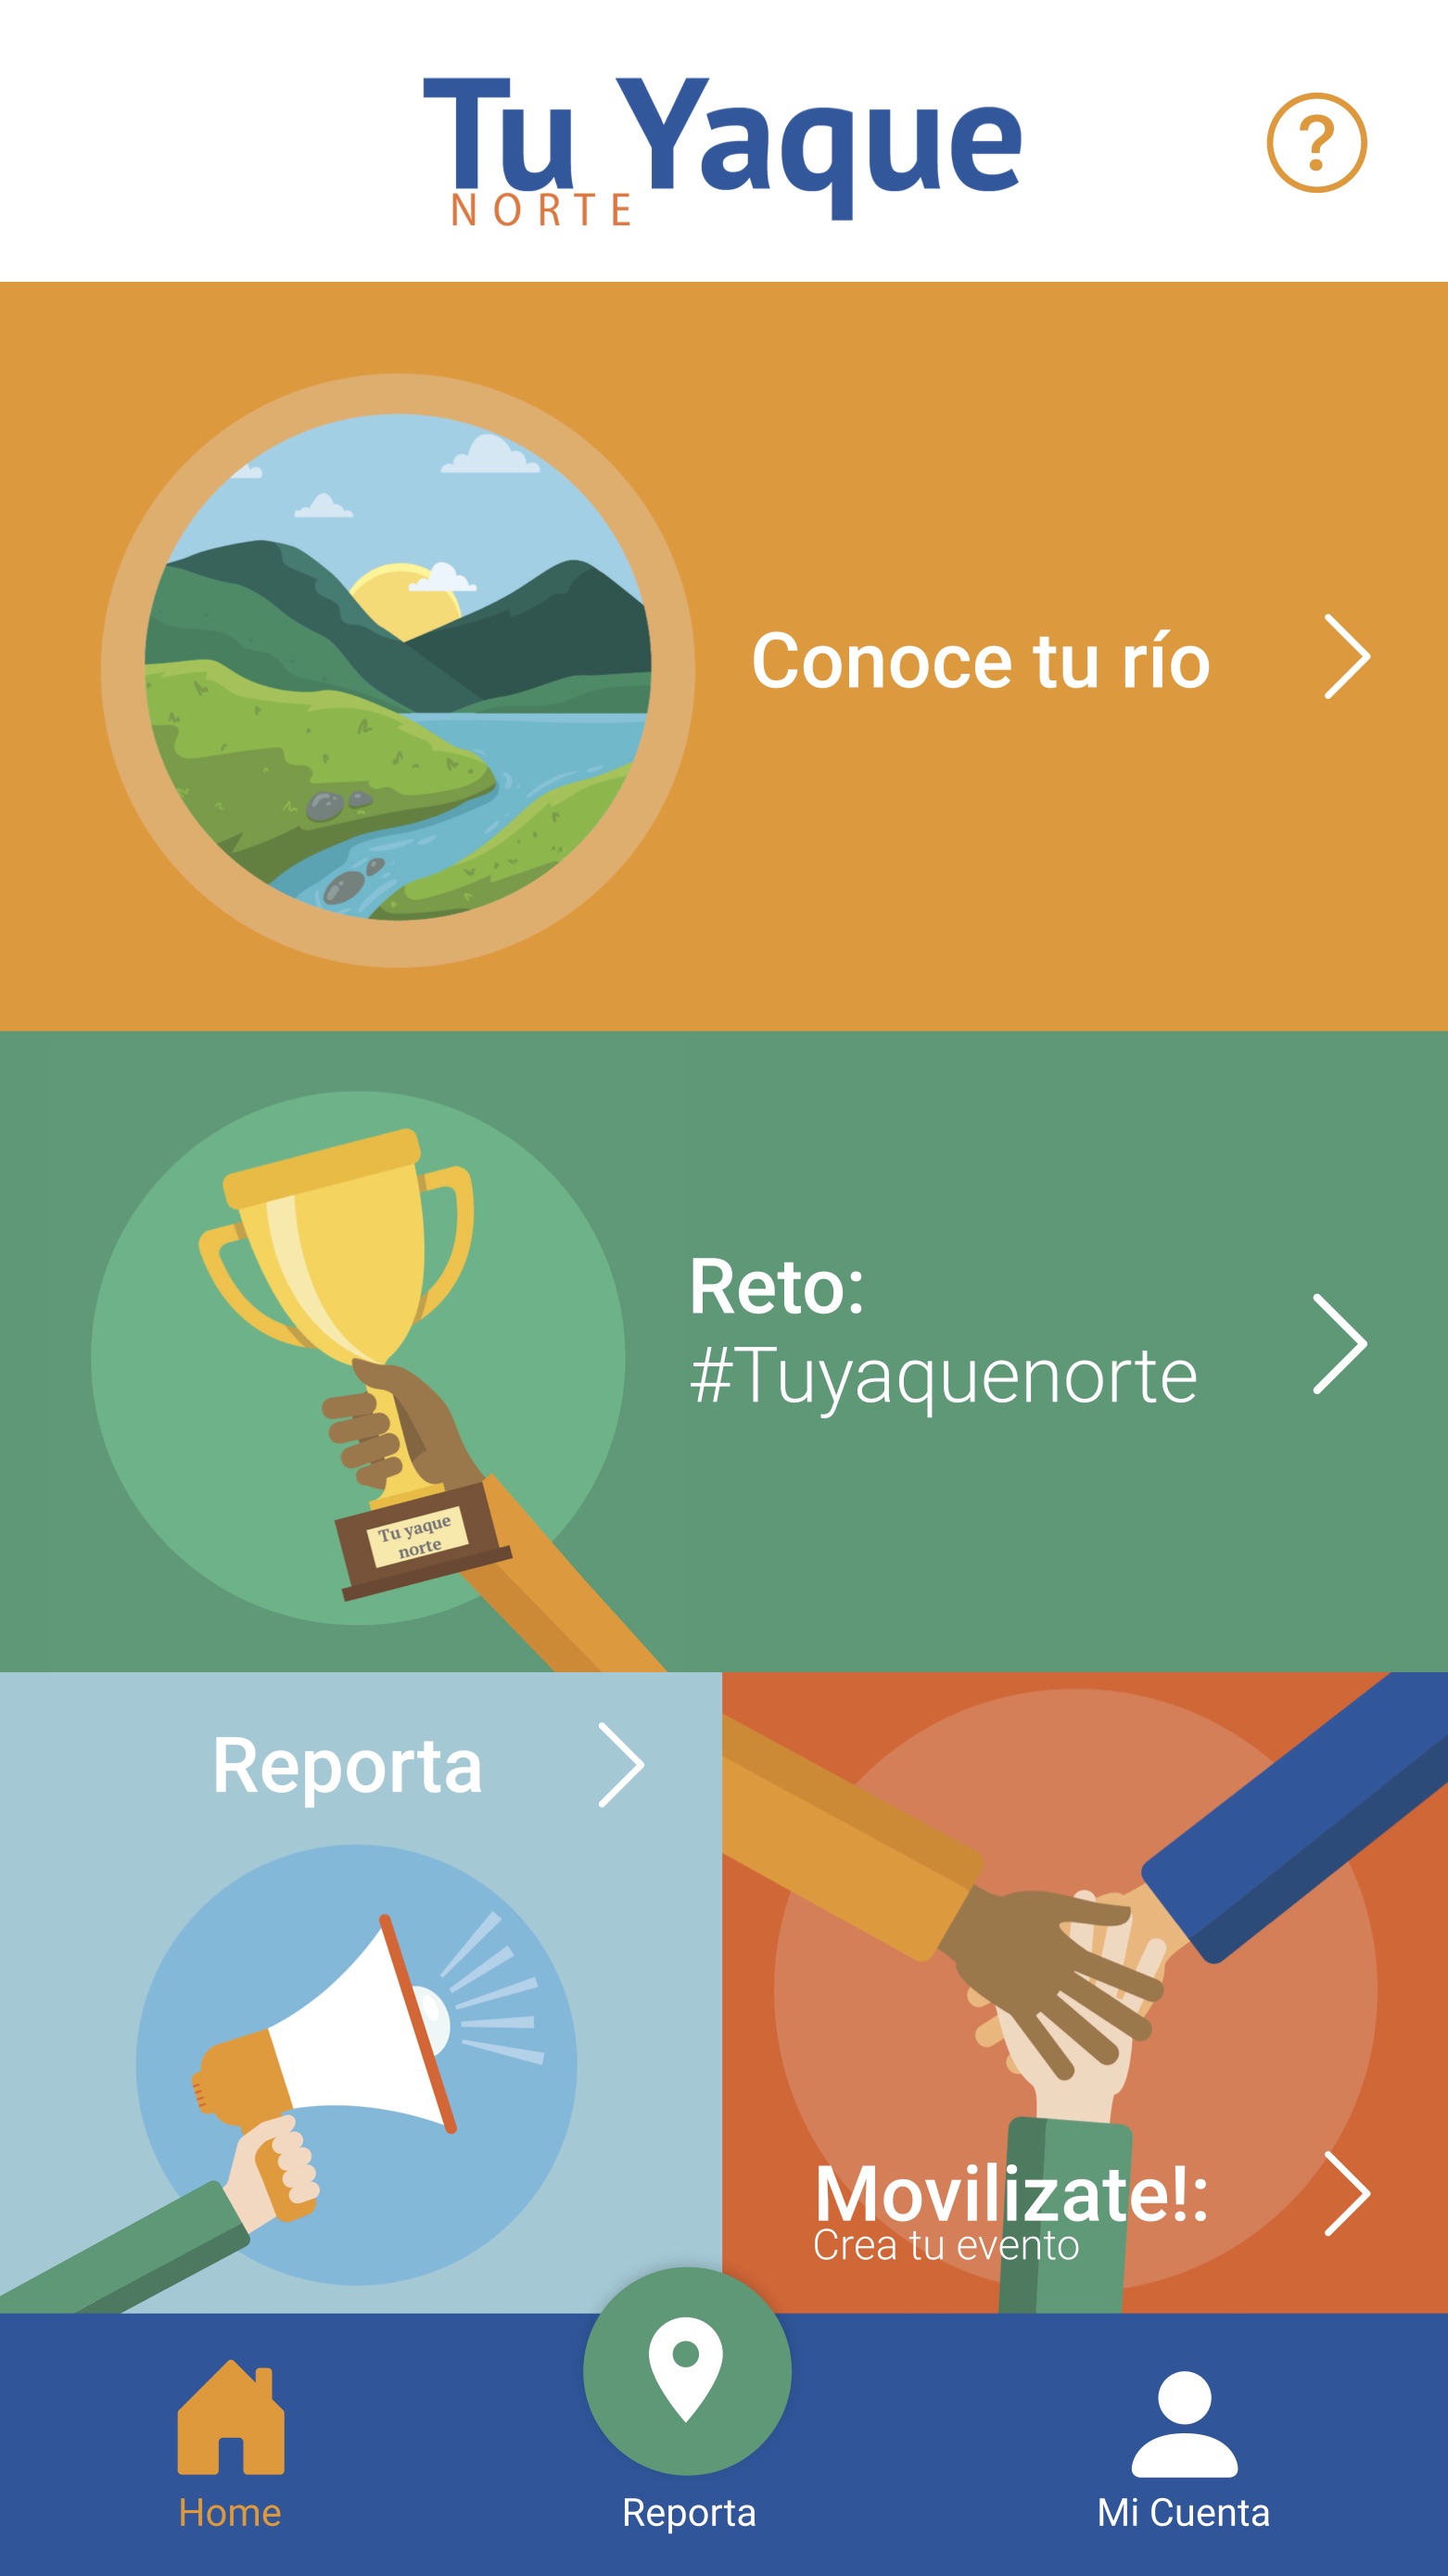 Tu Yaque
NORTE
?
Conoce tu río
Reto:
#Tuyaquenorte
Tu yaque
norte
Reporta
Movilizate!:
Crea tu evento
Home
Reporta
Mi Cuenta